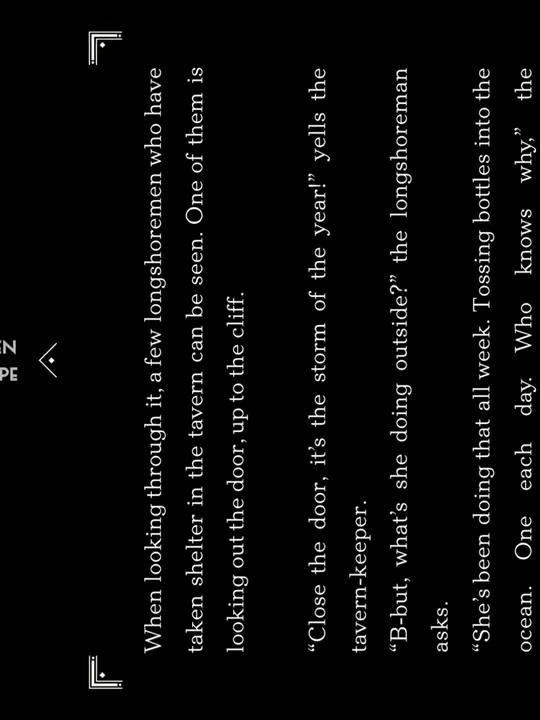 EN
PE
When looking through it, a few longshoremen who have
taken shelter in the tavern can be seen. One of them is
looking out the door, up to the cliff.
“Close the door, it’s the storm of the year!” yells the
tavern-keeper.
“B-but, what’s she doing outside?” the longshoreman
asks.
“She’s been doing that all week. Tossing bottles into the
ocean. One each day. Who knows why,” the